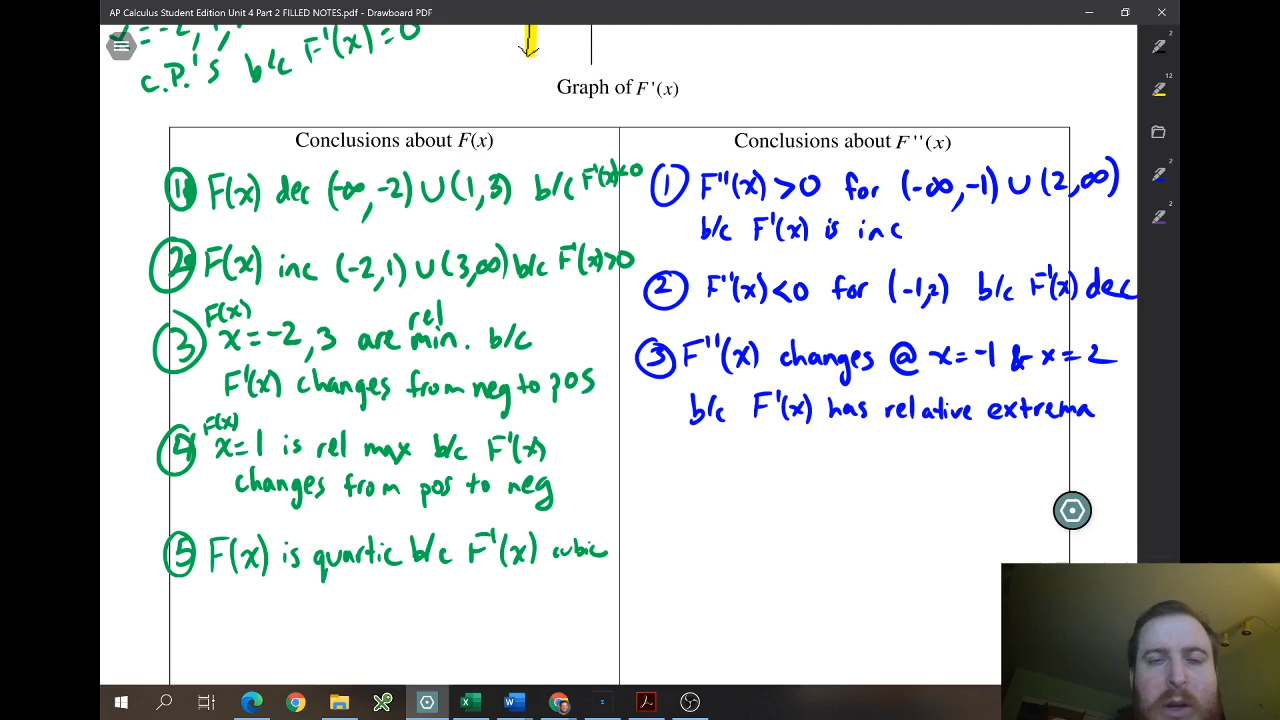 AP Calculus Student Edition Unit 4 Part 2 FILLED NOTES.pdf - Drawboard PDF
C.P.'s b/c F'(x)=0
Graph of F'(x)
Conclusions about F(x)
① F(x) dec (-∞,-2) ∪ (1,3) b/c F'(x)<0
② F(x) inc (-2,1) ∪ (3,∞) b/c F'(x)>0
F(x) rel
③ x=-2,3 are min. b/c
F'(x) changes from neg to pos
F(x)
④ x=1 is rel max b/c F'(x)
changes from pos to neg
⑤ F(x) is quartic b/c F'(x) cubic
Conclusions about F''(x)
① F''(x) >0 for (-∞,-1) ∪ (2,∞)
b/c F'(x) is inc
② F''(x)<0 for (-1,2) b/c F'(x) dec
③ F''(x) changes @ x=-1 & x=2
b/c F'(x) has relative extrema
2
12
2
2